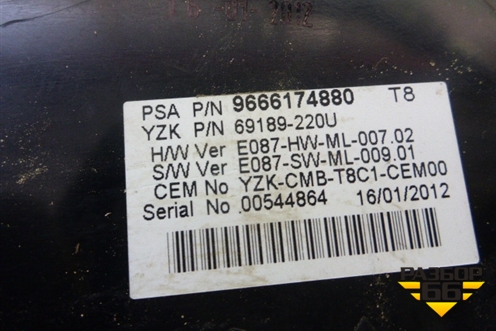 PSA P/N 9666174880 T8
YZK P/N 69189-220U
H/W Ver E087-HW-ML-007.02
S/W Ver E087-SW-ML-009.01
CEM No YZK-CMB-T8C1-CEM00
Serial No .00544864 16/01/2012
РАЗБОР
66